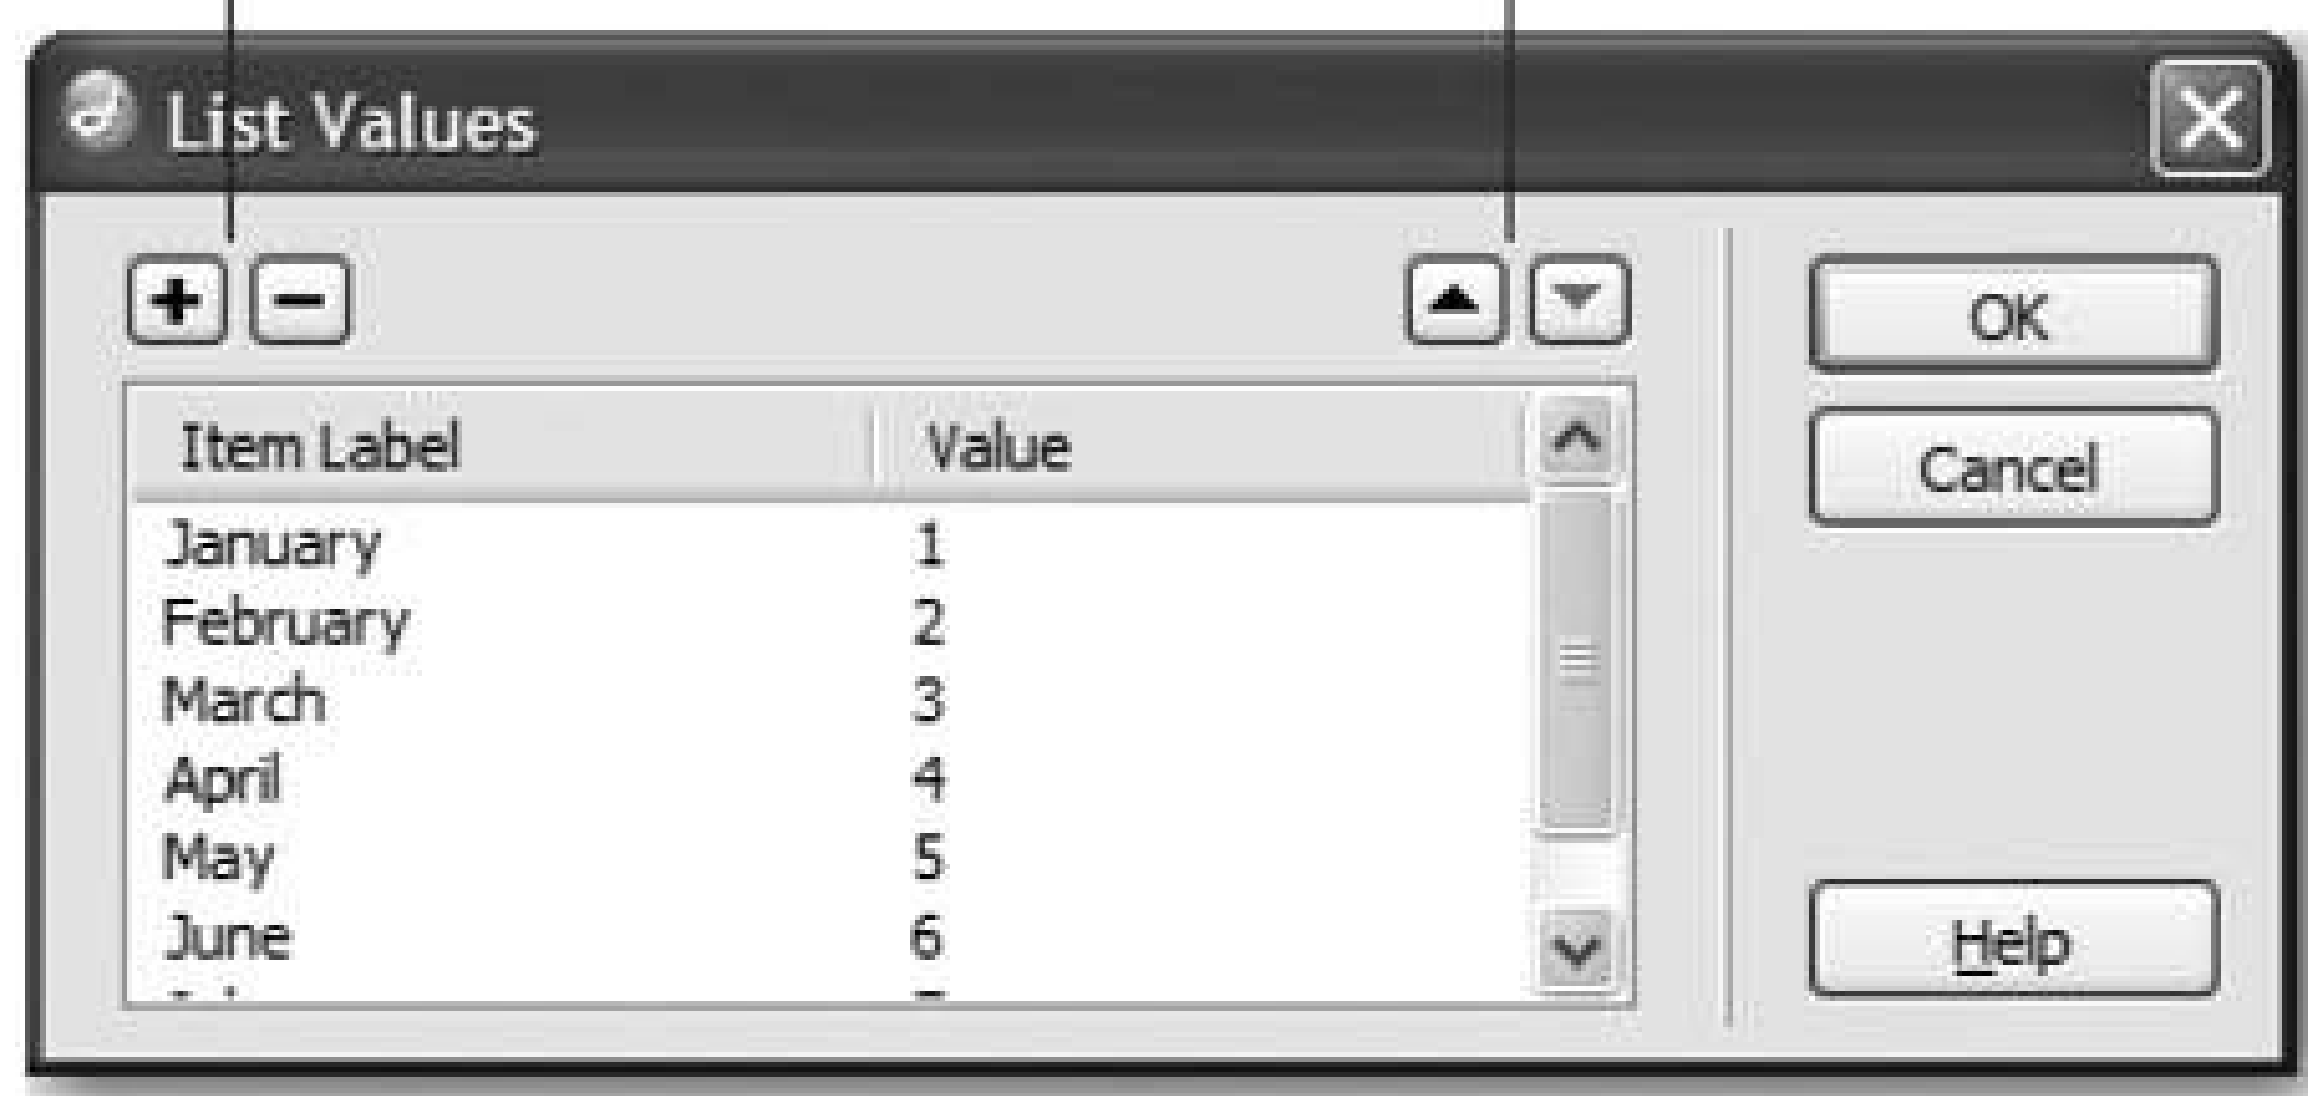 List Values
OK
Cancel
Item Label Value
January 1
February 2
March 3
April 4
May 5
June 6
Help